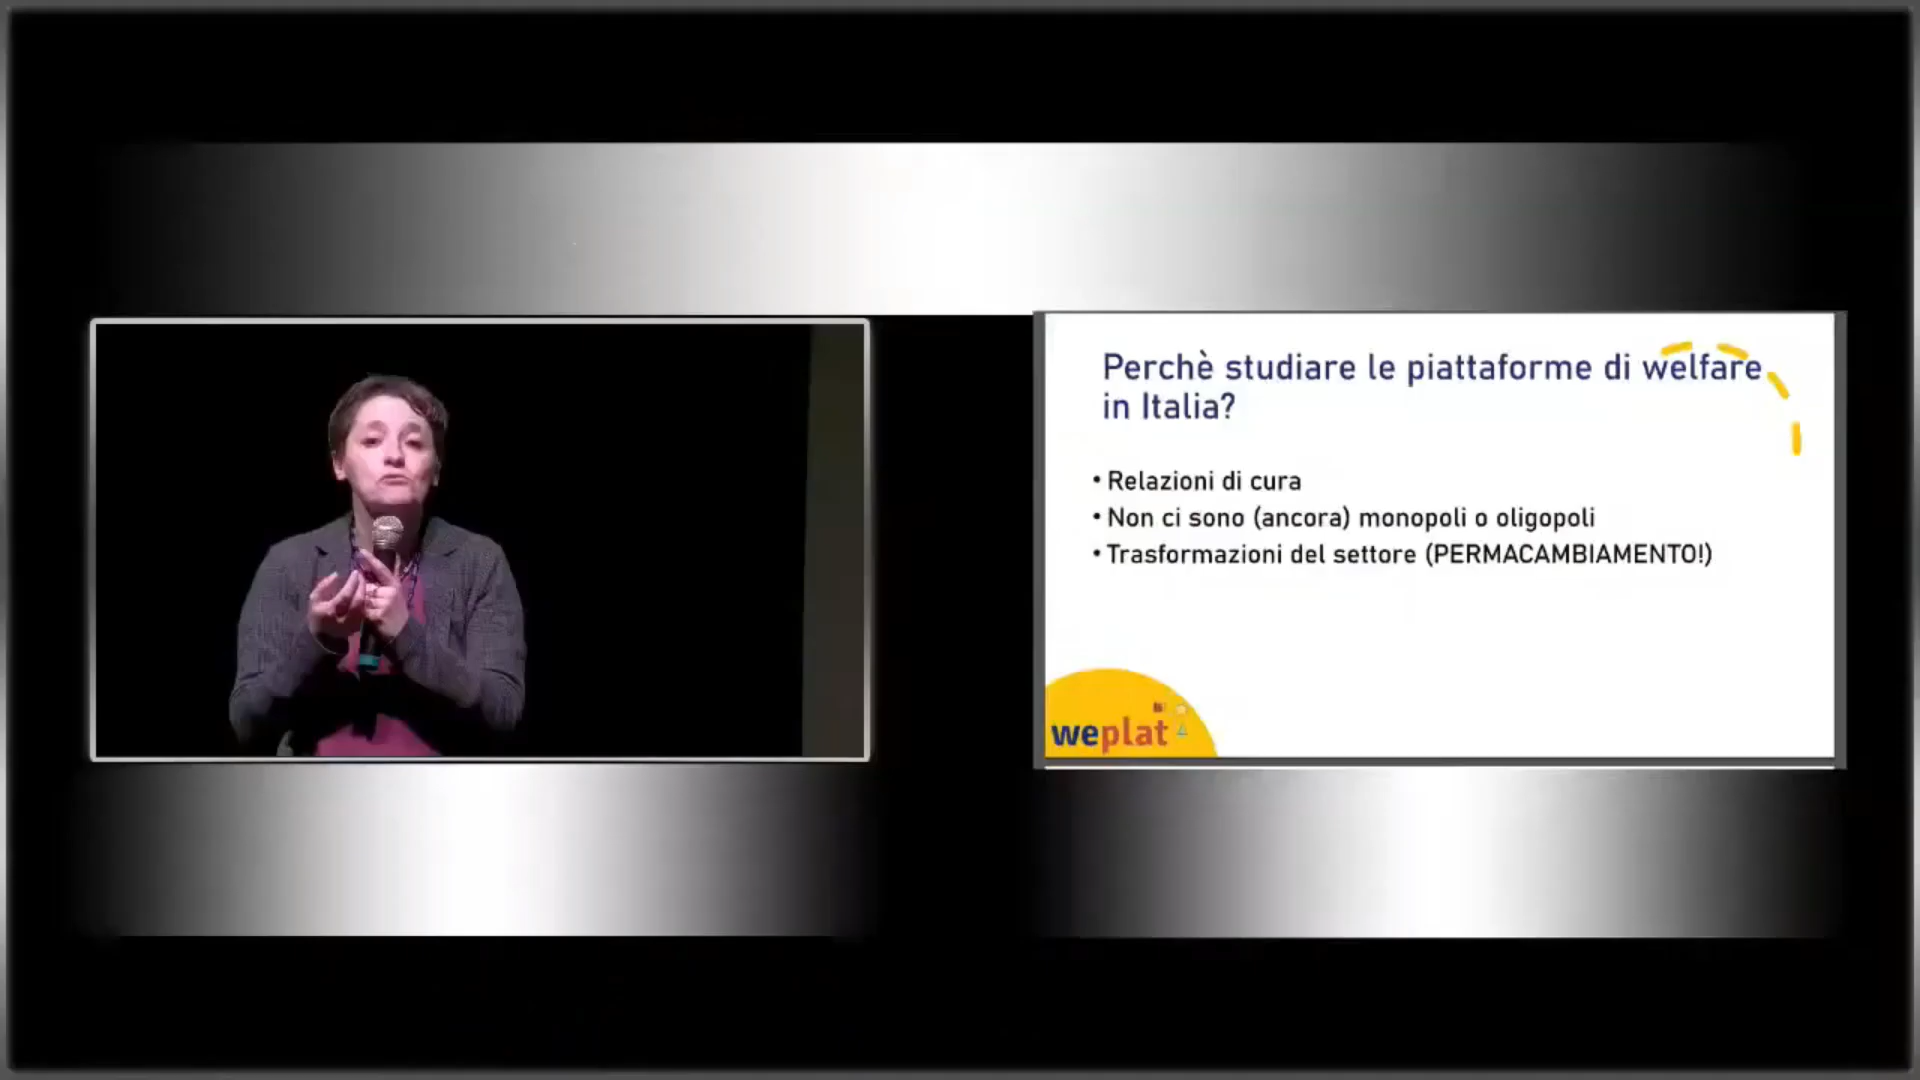 Perchè studiare le piattaforme di welfare
in Italia?
• Relazioni di cura
• Non ci sono (ancora) monopoli o oligopoli
• Trasformazioni del settore (PERMACAMBIAMENTO!)
weplat